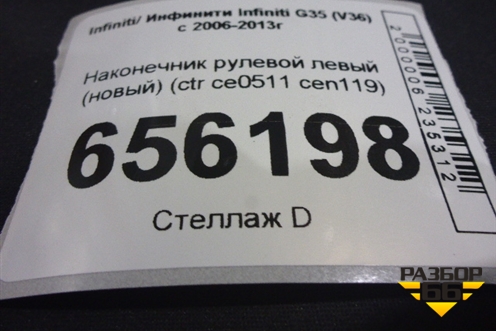 Infiniti/ Инфинити Infiniti G35 (V36)
с 2006-2013г
Наконечник рулевой левый
(новый) (ctr ce0511 cen119)
656198
Стеллаж D
2000006235312
РАЗБОР
66